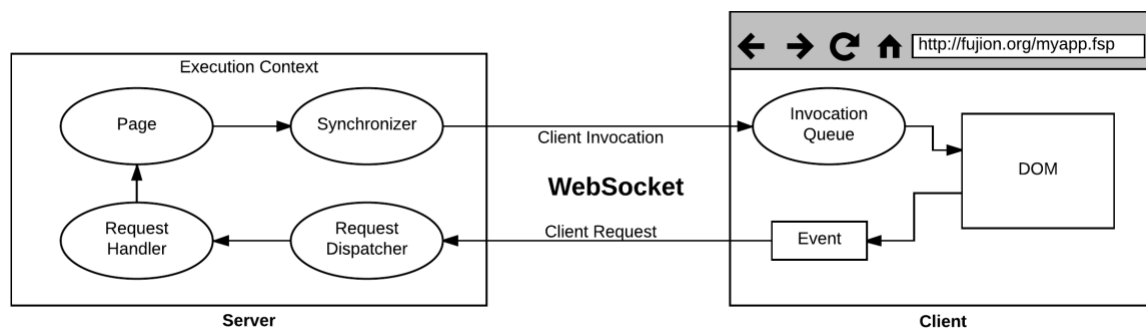 http://fujion.org/myapp.fsp
Execution Context
Page
Synchronizer
Client Invocation
Invocation
Queue
DOM
WebSocket
Request
Handler
Request
Dispatcher
Client Request
Event
Server
Client